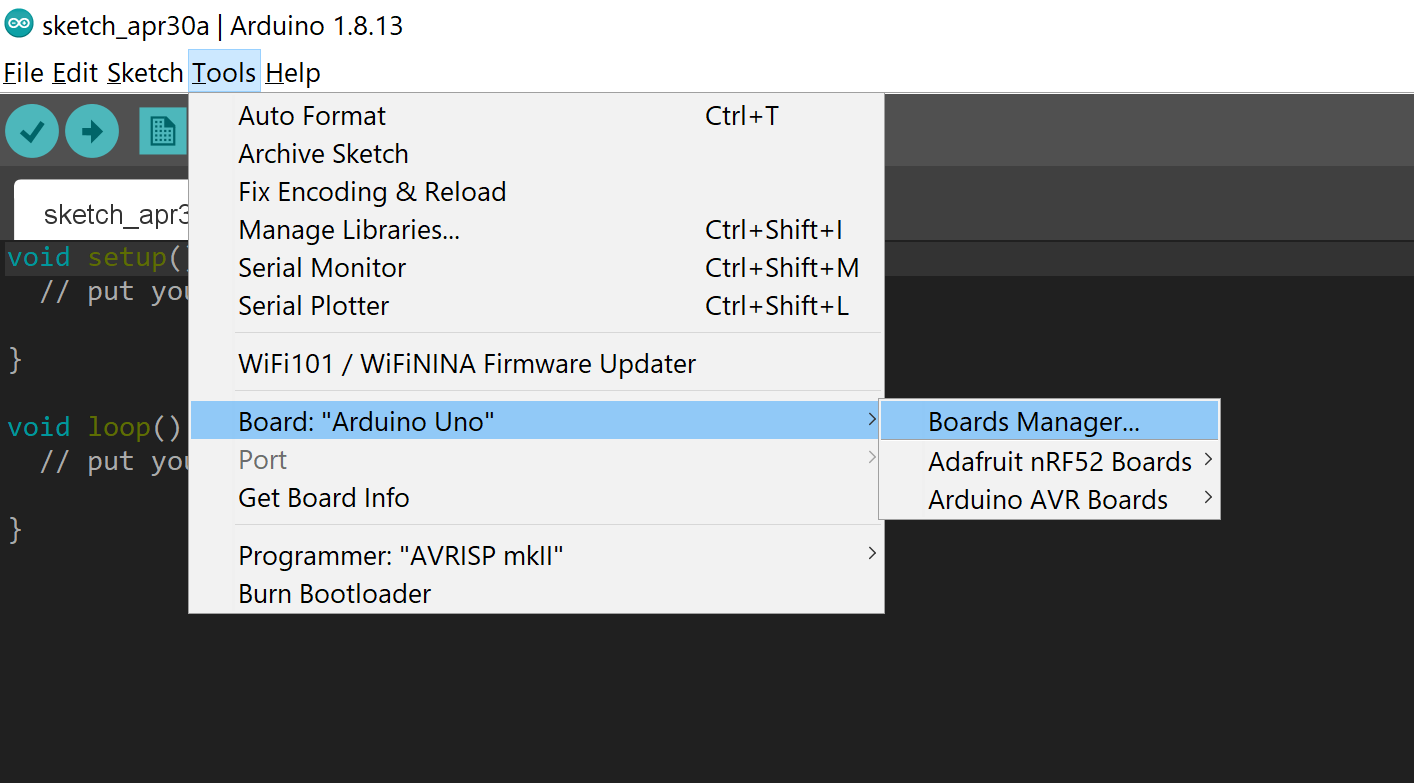 sketch_apr30a | Arduino 1.8.13
File Edit Sketch Tools Help
Auto Format Ctrl+T
Archive Sketch
Fix Encoding & Reload
Manage Libraries... Ctrl+Shift+I
Serial Monitor Ctrl+Shift+M
Serial Plotter Ctrl+Shift+L
WiFi101 / WiFiNINA Firmware Updater
Board: "Arduino Uno"
Port
Get Board Info
Programmer: "AVRISP mkII"
Burn Bootloader
Boards Manager...
Adafruit nRF52 Boards
Arduino AVR Boards
sketch_apr3
void setup()
// put you
}
void loop()
// put you
}